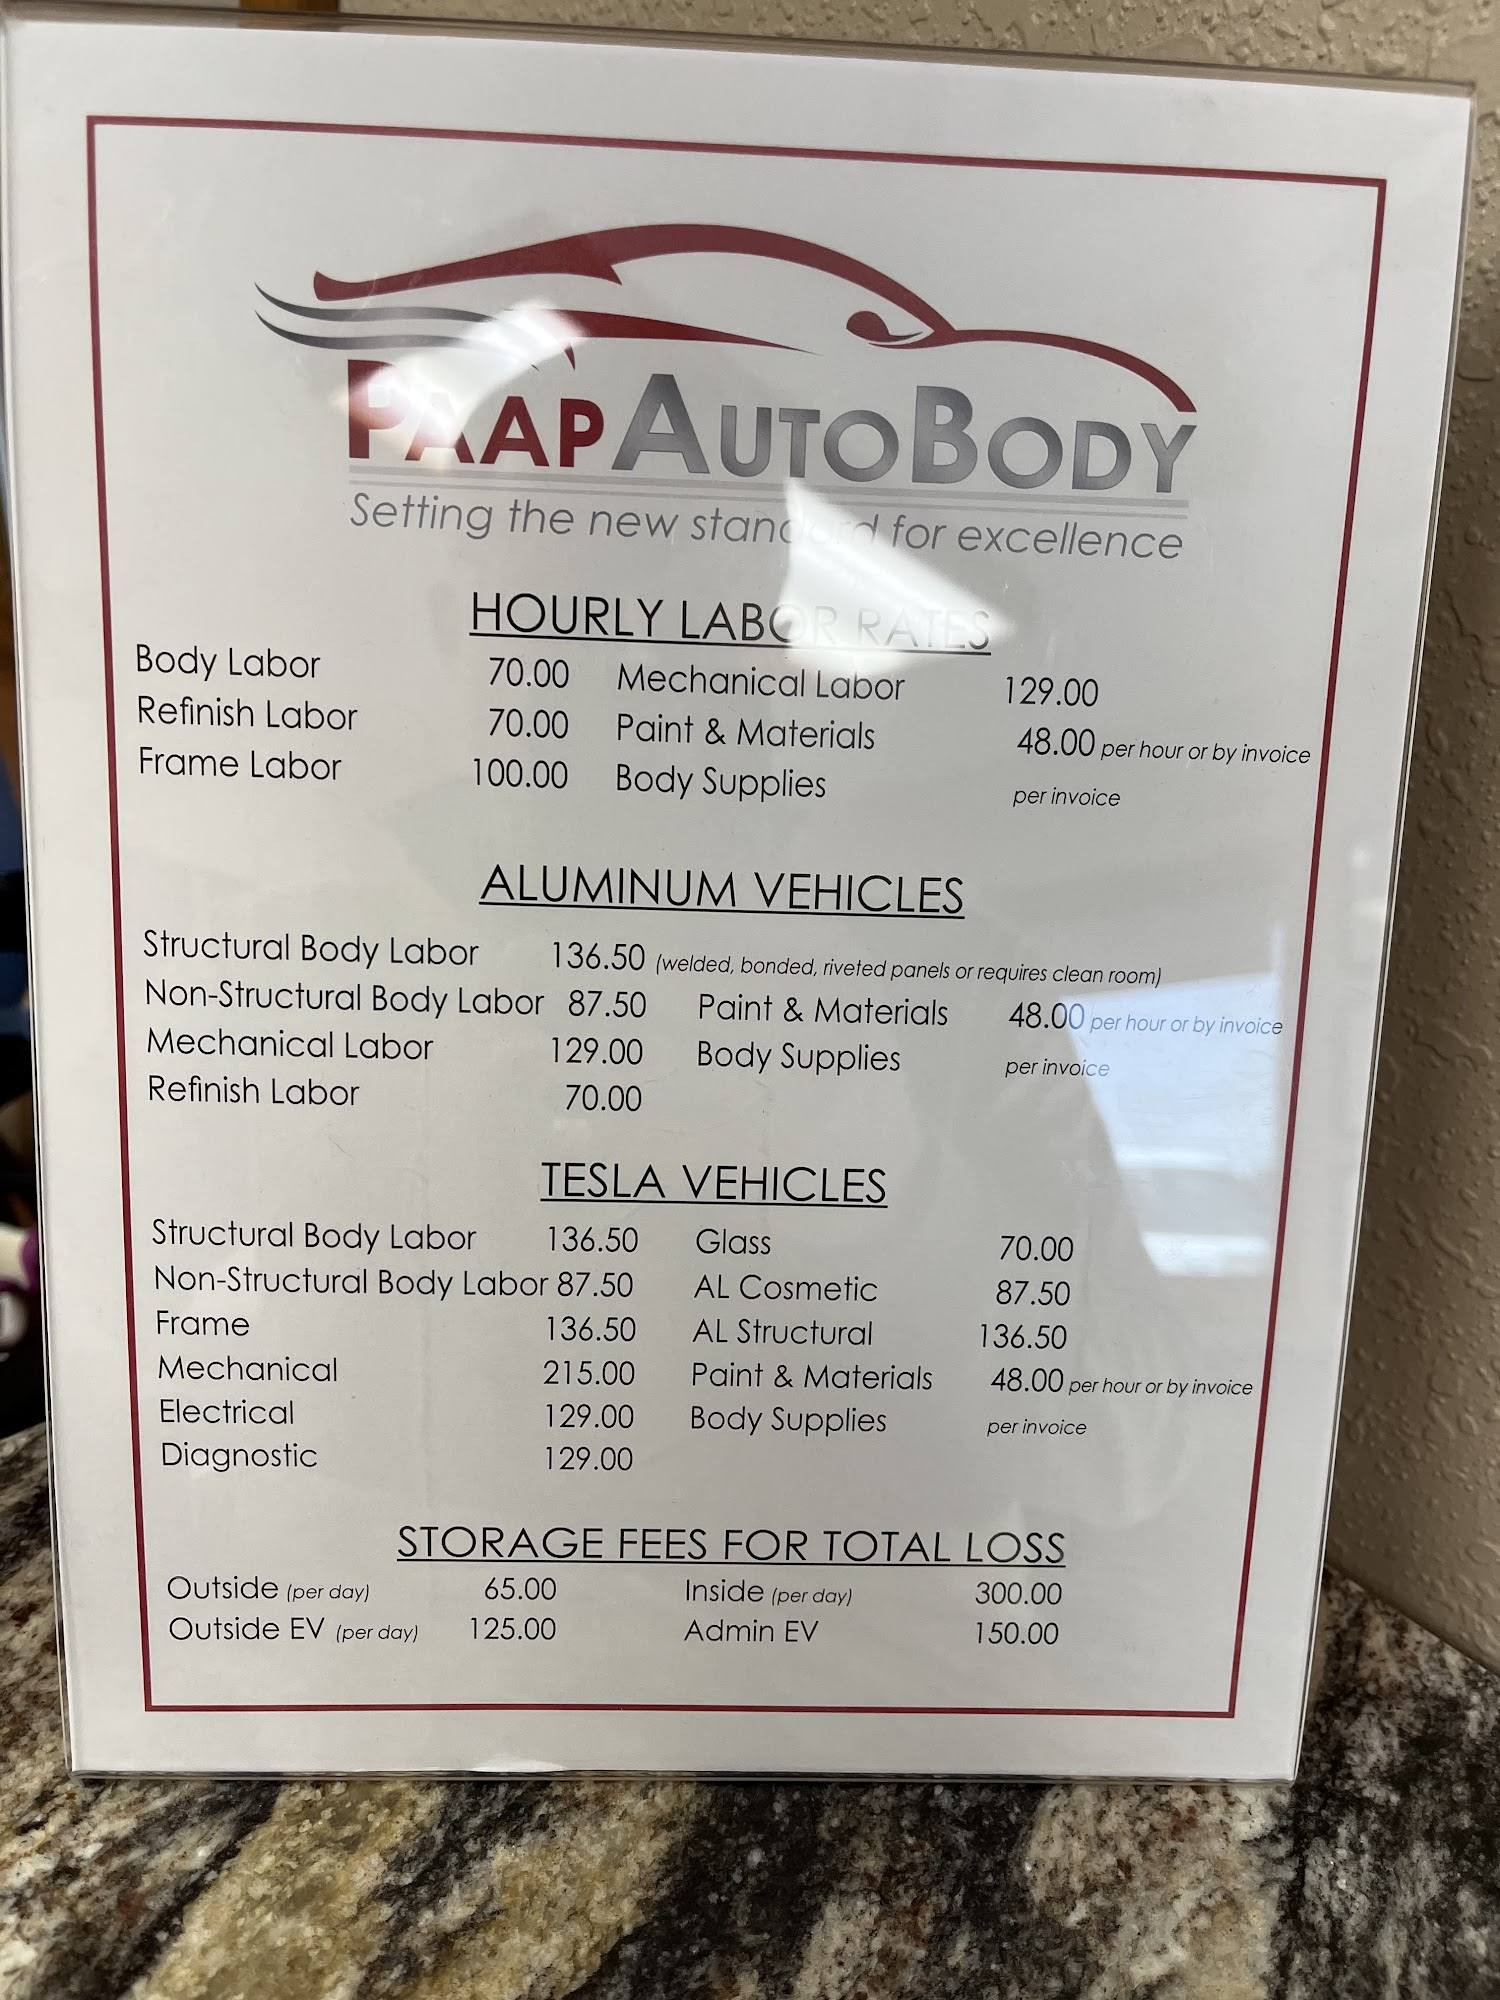 PAAP AUTOBODY
Setting the new standard for excellence
HOURLY LABOR RATES
Body Labor 70.00 Mechanical Labor 129.00
Refinish Labor 70.00 Paint & Materials 48.00 per hour or by invoice
Frame Labor 100.00 Body Supplies per invoice
ALUMINUM VEHICLES
Structural Body Labor 136.50 (welded, bonded, riveted panels or requires clean room)
Non-Structural Body Labor 87.50 Paint & Materials 48.00 per hour or by invoice
Mechanical Labor 129.00 Body Supplies per invoice
Refinish Labor 70.00
TESLA VEHICLES
Structural Body Labor 136.50 Glass 70.00
Non-Structural Body Labor 87.50 AL Cosmetic 87.50
Frame 136.50 AL Structural 136.50
Mechanical 215.00 Paint & Materials 48.00 per hour or by invoice
Electrical 129.00 Body Supplies per invoice
Diagnostic 129.00
STORAGE FEES FOR TOTAL LOSS
Outside (per day) 65.00 Inside (per day) 300.00
Outside EV (per day) 125.00 Admin EV 150.00